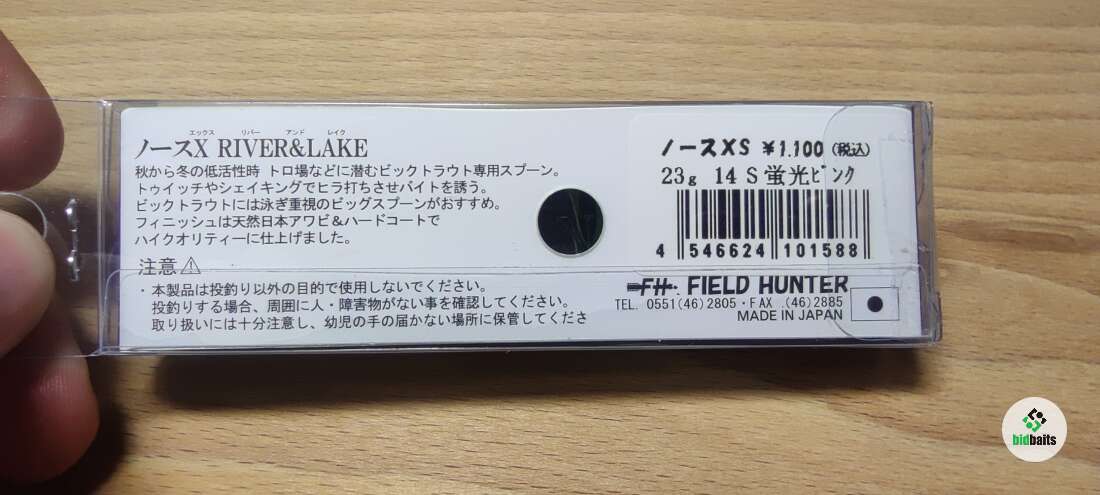 エックス リバー アンド レイク
ノースX RIVER&LAKE
秋から冬の低活性時 トロ場などに潜むビックトラウト専用スプーン。
トゥイッチやシェイキングでヒラ打ちさせバイトを誘う。
ビックトラウトには泳ぎ重視のビッグスプーンがおすすめ。
フィニッシュは天然日本アワビ&ハードコートで
ハイクオリティーに仕上げました。
注意⚠
・本製品は投釣り以外の目的で使用しないでください。
投釣りする場合、周囲に人・障害物がない事を確認してください。
取り扱いには十分注意し、幼児の手の届かない場所に保管してくださ
ノースXS ¥1,100(税込)
23g 14 S 蛍光ピンク
4 546624 101588
FH FIELD HUNTER
TEL. 0551(46)2805・FAX .(46)2885
MADE IN JAPAN
bidbaits